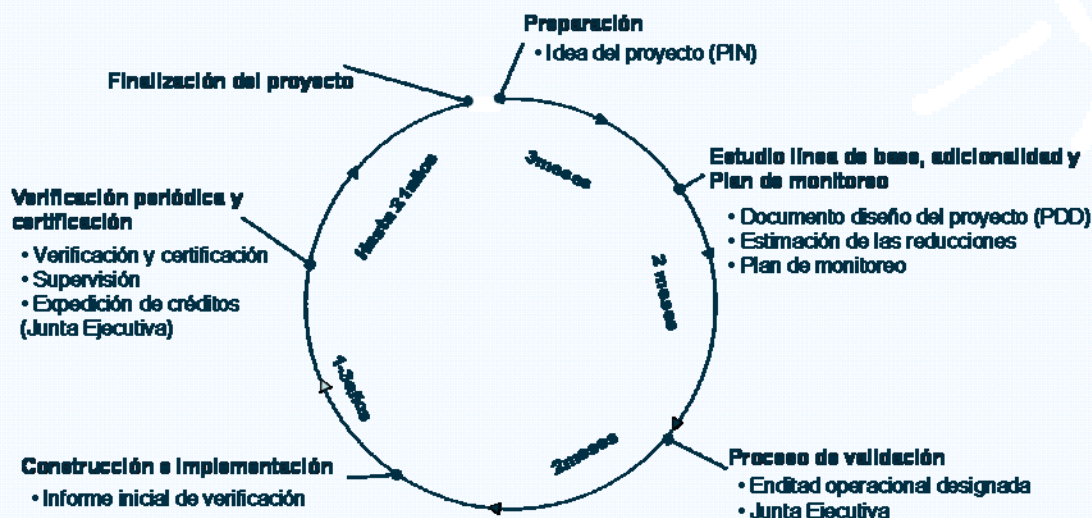 Preparación
• Idea del proyecto (PIN)
Finalización del proyecto
3meses
Estudio línea de base, adicionalidad y
Plan de monitoreo
• Documento diseño del proyecto (PDD)
• Estimación de las reducciones
• Plan de monitoreo
2 meses
Proceso de validación
• Enditad operacional designada
• Junta Ejecutiva
2meses
Construcción e implementación
• Informe inicial de verificación
1-3años
Verificación periódica y
certificación
• Verificación y certificación
• Supervisión
• Expedición de créditos
(Junta Ejecutiva)
Hasta 21años